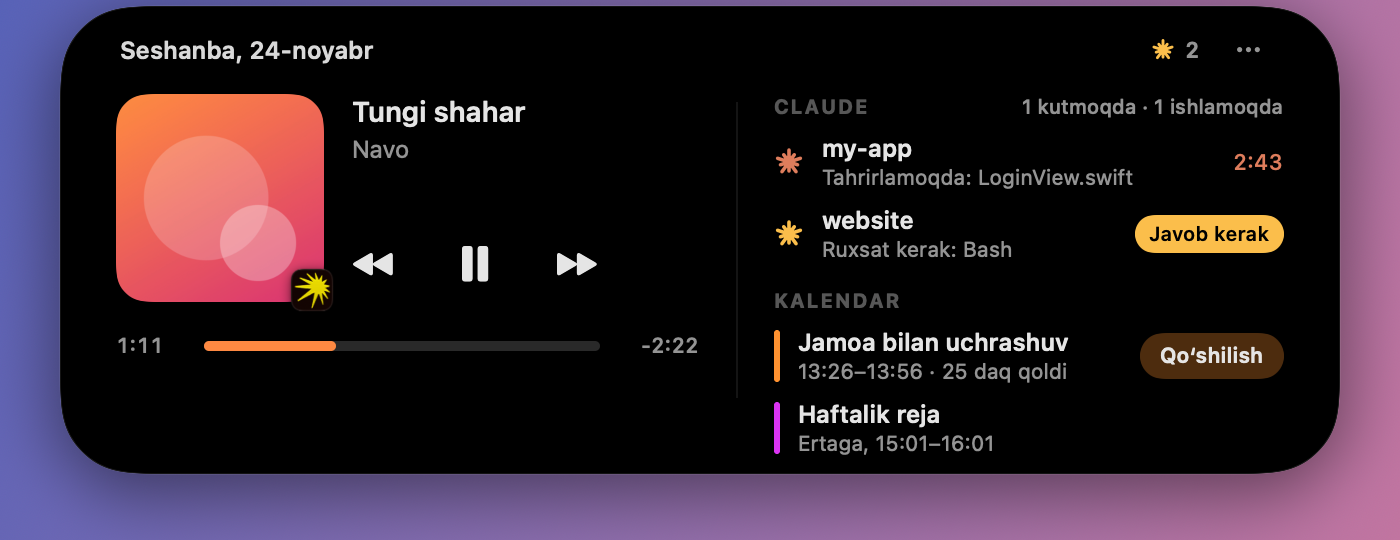 Seshanba, 24-noyabr
2
Tungi shahar
Navo
1:11
-2:22
CLAUDE
1 kutmoqda · 1 ishlamoqda
my-app
Tahrirlamoqda: LoginView.swift
2:43
website
Ruxsat kerak: Bash
Javob kerak
KALENDAR
Jamoa bilan uchrashuv
13:26–13:56 · 25 daq qoldi
Qo‘shilish
Haftalik reja
Ertaga, 15:01–16:01